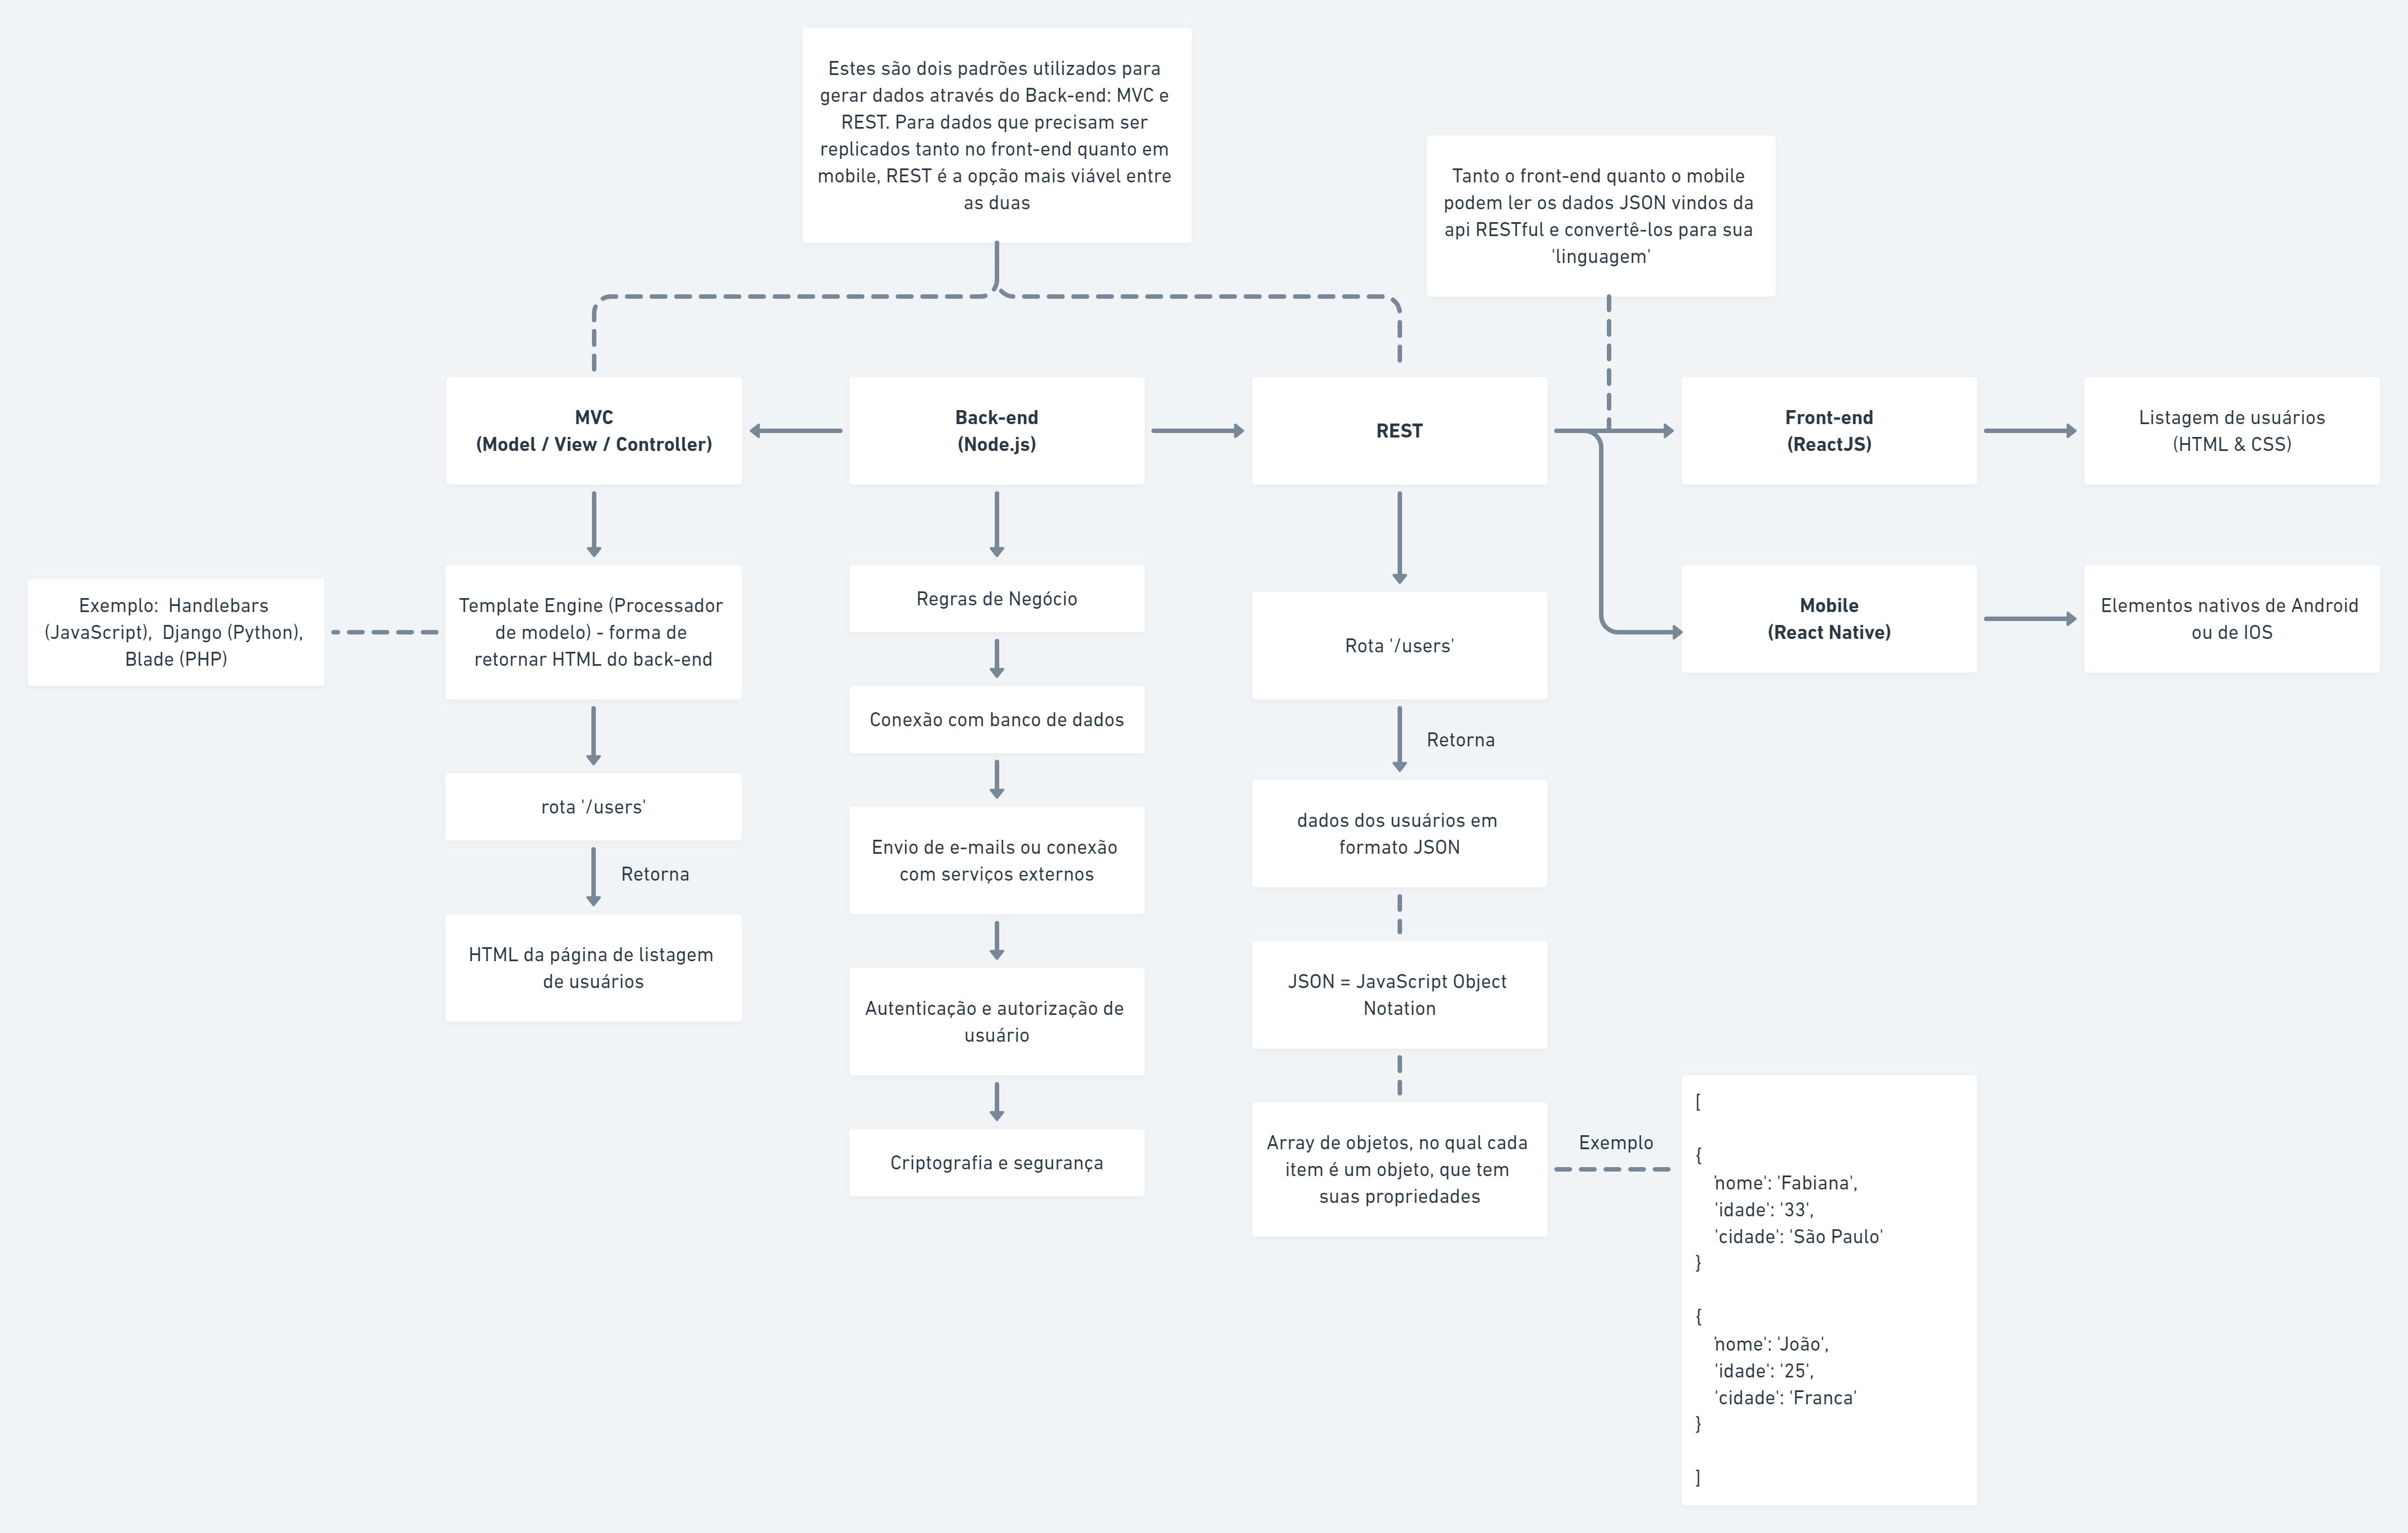 Estes são dois padrões utilizados para
gerar dados através do Back-end: MVC e
REST. Para dados que precisam ser
replicados tanto no front-end quanto em
mobile, REST é a opção mais viável entre
as duas
Tanto o front-end quanto o mobile
podem ler os dados JSON vindos da
api RESTful e convertê-los para sua
'linguagem'
MVC
(Model / View / Controller)
Back-end
(Node.js)
REST
Front-end
(ReactJS)
Listagem de usuários
(HTML & CSS)
Exemplo:  Handlebars
(JavaScript),  Django (Python),
Blade (PHP)
Template Engine (Processador
de modelo) - forma de
retornar HTML do back-end
rota '/users'
Retorna
HTML da página de listagem
de usuários
Regras de Negócio
Conexão com banco de dados
Envio de e-mails ou conexão
com serviços externos
Autenticação e autorização de
usuário
Criptografia e segurança
Rota '/users'
Retorna
dados dos usuários em
formato JSON
JSON = JavaScript Object
Notation
Array de objetos, no qual cada
item é um objeto, que tem
suas propriedades
Exemplo
Mobile
(React Native)
Elementos nativos de Android
ou de IOS
[
{
'nome': 'Fabiana',
'idade': '33',
'cidade': 'São Paulo'
}
{
'nome': 'João',
'idade': '25',
'cidade': 'Franca'
}
]